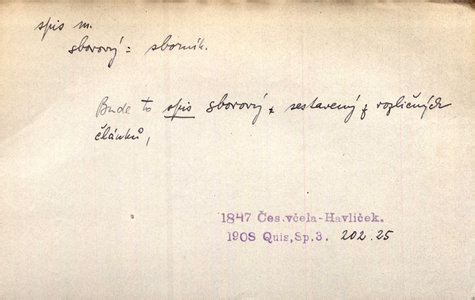 spis m.
sborový = sborník.
Bude to spis sborový & sestavený z rozličných
článků,
1847 Čes.včela-Havlíček.
1908 Quis,Sp.3. 202.25